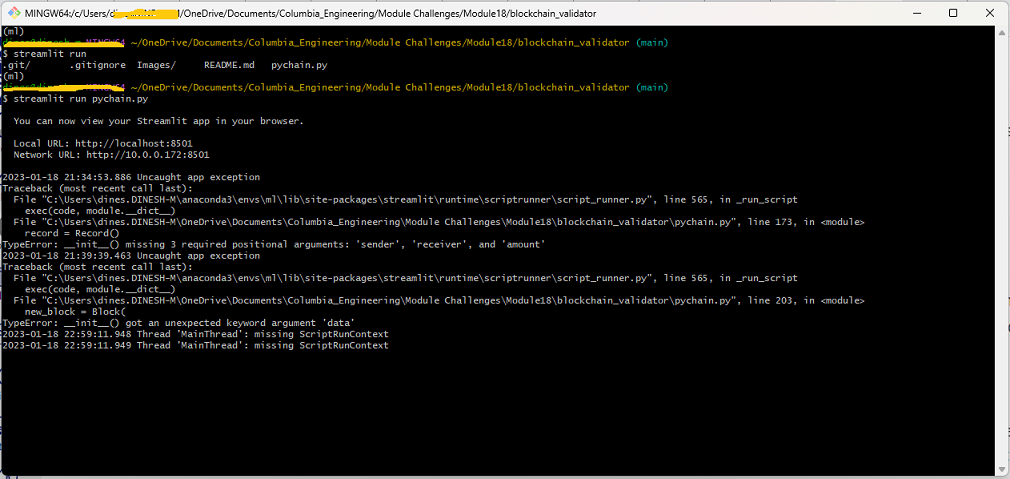 MINGW64:/c/Users/d /OneDrive/Documents/Columbia_Engineering/Module Challenges/Module18/blockchain_validator
(ml)
MINGW64 ~/OneDrive/Documents/Columbia_Engineering/Module Challenges/Module18/blockchain_validator (main)
$ streamlit run
.git/ .gitignore Images/ README.md pychain.py
(ml)
~/OneDrive/Documents/Columbia_Engineering/Module Challenges/Module18/blockchain_validator (main)
$ streamlit run pychain.py
You can now view your Streamlit app in your browser.
Local URL: http://localhost:8501
Network URL: http://10.0.0.172:8501
2023-01-18 21:34:53.886 Uncaught app exception
Traceback (most recent call last):
File "C:\Users\dines.DINESH-M\anaconda3\envs\ml\lib\site-packages\streamlit\runtime\scriptrunner\script_runner.py", line 565, in _run_script
exec(code, module.__dict__)
File "C:\Users\dines.DINESH-M\OneDrive\Documents\Columbia_Engineering\Module Challenges\Module18\blockchain_validator\pychain.py", line 173, in <module>
record = Record()
TypeError: __init__() missing 3 required positional arguments: 'sender', 'receiver', and 'amount'
2023-01-18 21:39:39.463 Uncaught app exception
Traceback (most recent call last):
File "C:\Users\dines.DINESH-M\anaconda3\envs\ml\lib\site-packages\streamlit\runtime\scriptrunner\script_runner.py", line 565, in _run_script
exec(code, module.__dict__)
File "C:\Users\dines.DINESH-M\OneDrive\Documents\Columbia_Engineering\Module Challenges\Module18\blockchain_validator\pychain.py", line 203, in <module>
new_block = Block(
TypeError: __init__() got an unexpected keyword argument 'data'
2023-01-18 22:59:11.948 Thread 'MainThread': missing ScriptRunContext
2023-01-18 22:59:11.949 Thread 'MainThread': missing ScriptRunContext